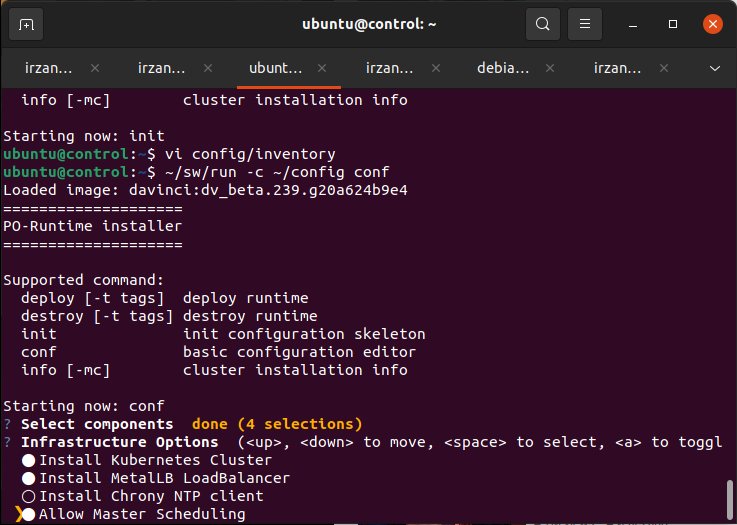 ubuntu@control: ~
irzan...
irzan...
ubunt...
irzan...
debia...
irzan...
  info [-mc]        cluster installation info

Starting now: init
ubuntu@control:~$ vi config/inventory
ubuntu@control:~$ ~/sw/run -c ~/config conf
Loaded image: davinci:dv_beta.239.g20a624b9e4
====================
PO-Runtime installer
====================

Supported command:
  deploy [-t tags]  deploy runtime
  destroy [-t tags] destroy runtime
  init              init configuration skeleton
  conf              basic configuration editor
  info [-mc]        cluster installation info

Starting now: conf
? Select components  done (4 selections)
? Infrastructure Options  (<up>, <down> to move, <space> to select, <a> to toggl
  ● Install Kubernetes Cluster
  ● Install MetalLB LoadBalancer
  ○ Install Chrony NTP client
❯ ● Allow Master Scheduling